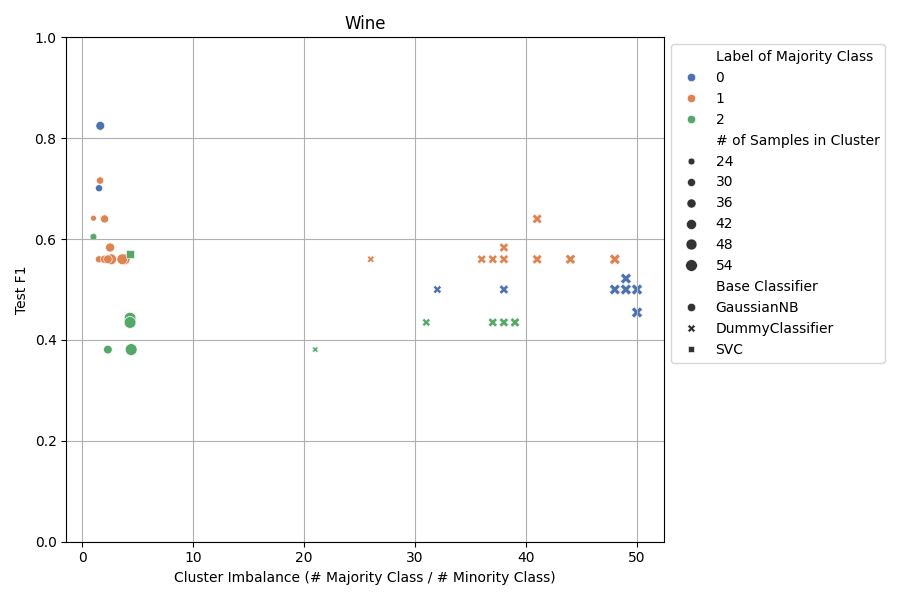 Wine
1.0
0.8
0.6
0.4
0.2
0.0
Test F1
0
10
20
30
40
50
Cluster Imbalance (# Majority Class / # Minority Class)
Label of Majority Class
0
1
2
# of Samples in Cluster
24
30
36
42
48
54
Base Classifier
GaussianNB
DummyClassifier
SVC